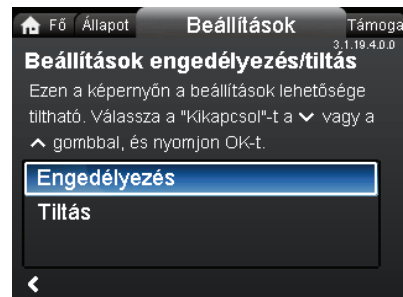 Fő Állapot Beállítások Támoga
3.1.19.4.0.0
Beállítások engedélyezés/tiltás
Ezen a képernyőn a beállítások lehetősége
tiltható. Válassza a "Kikapcsol"-t a vagy a
gombbal, és nyomjon OK-t.
Engedélyezés
Tiltás